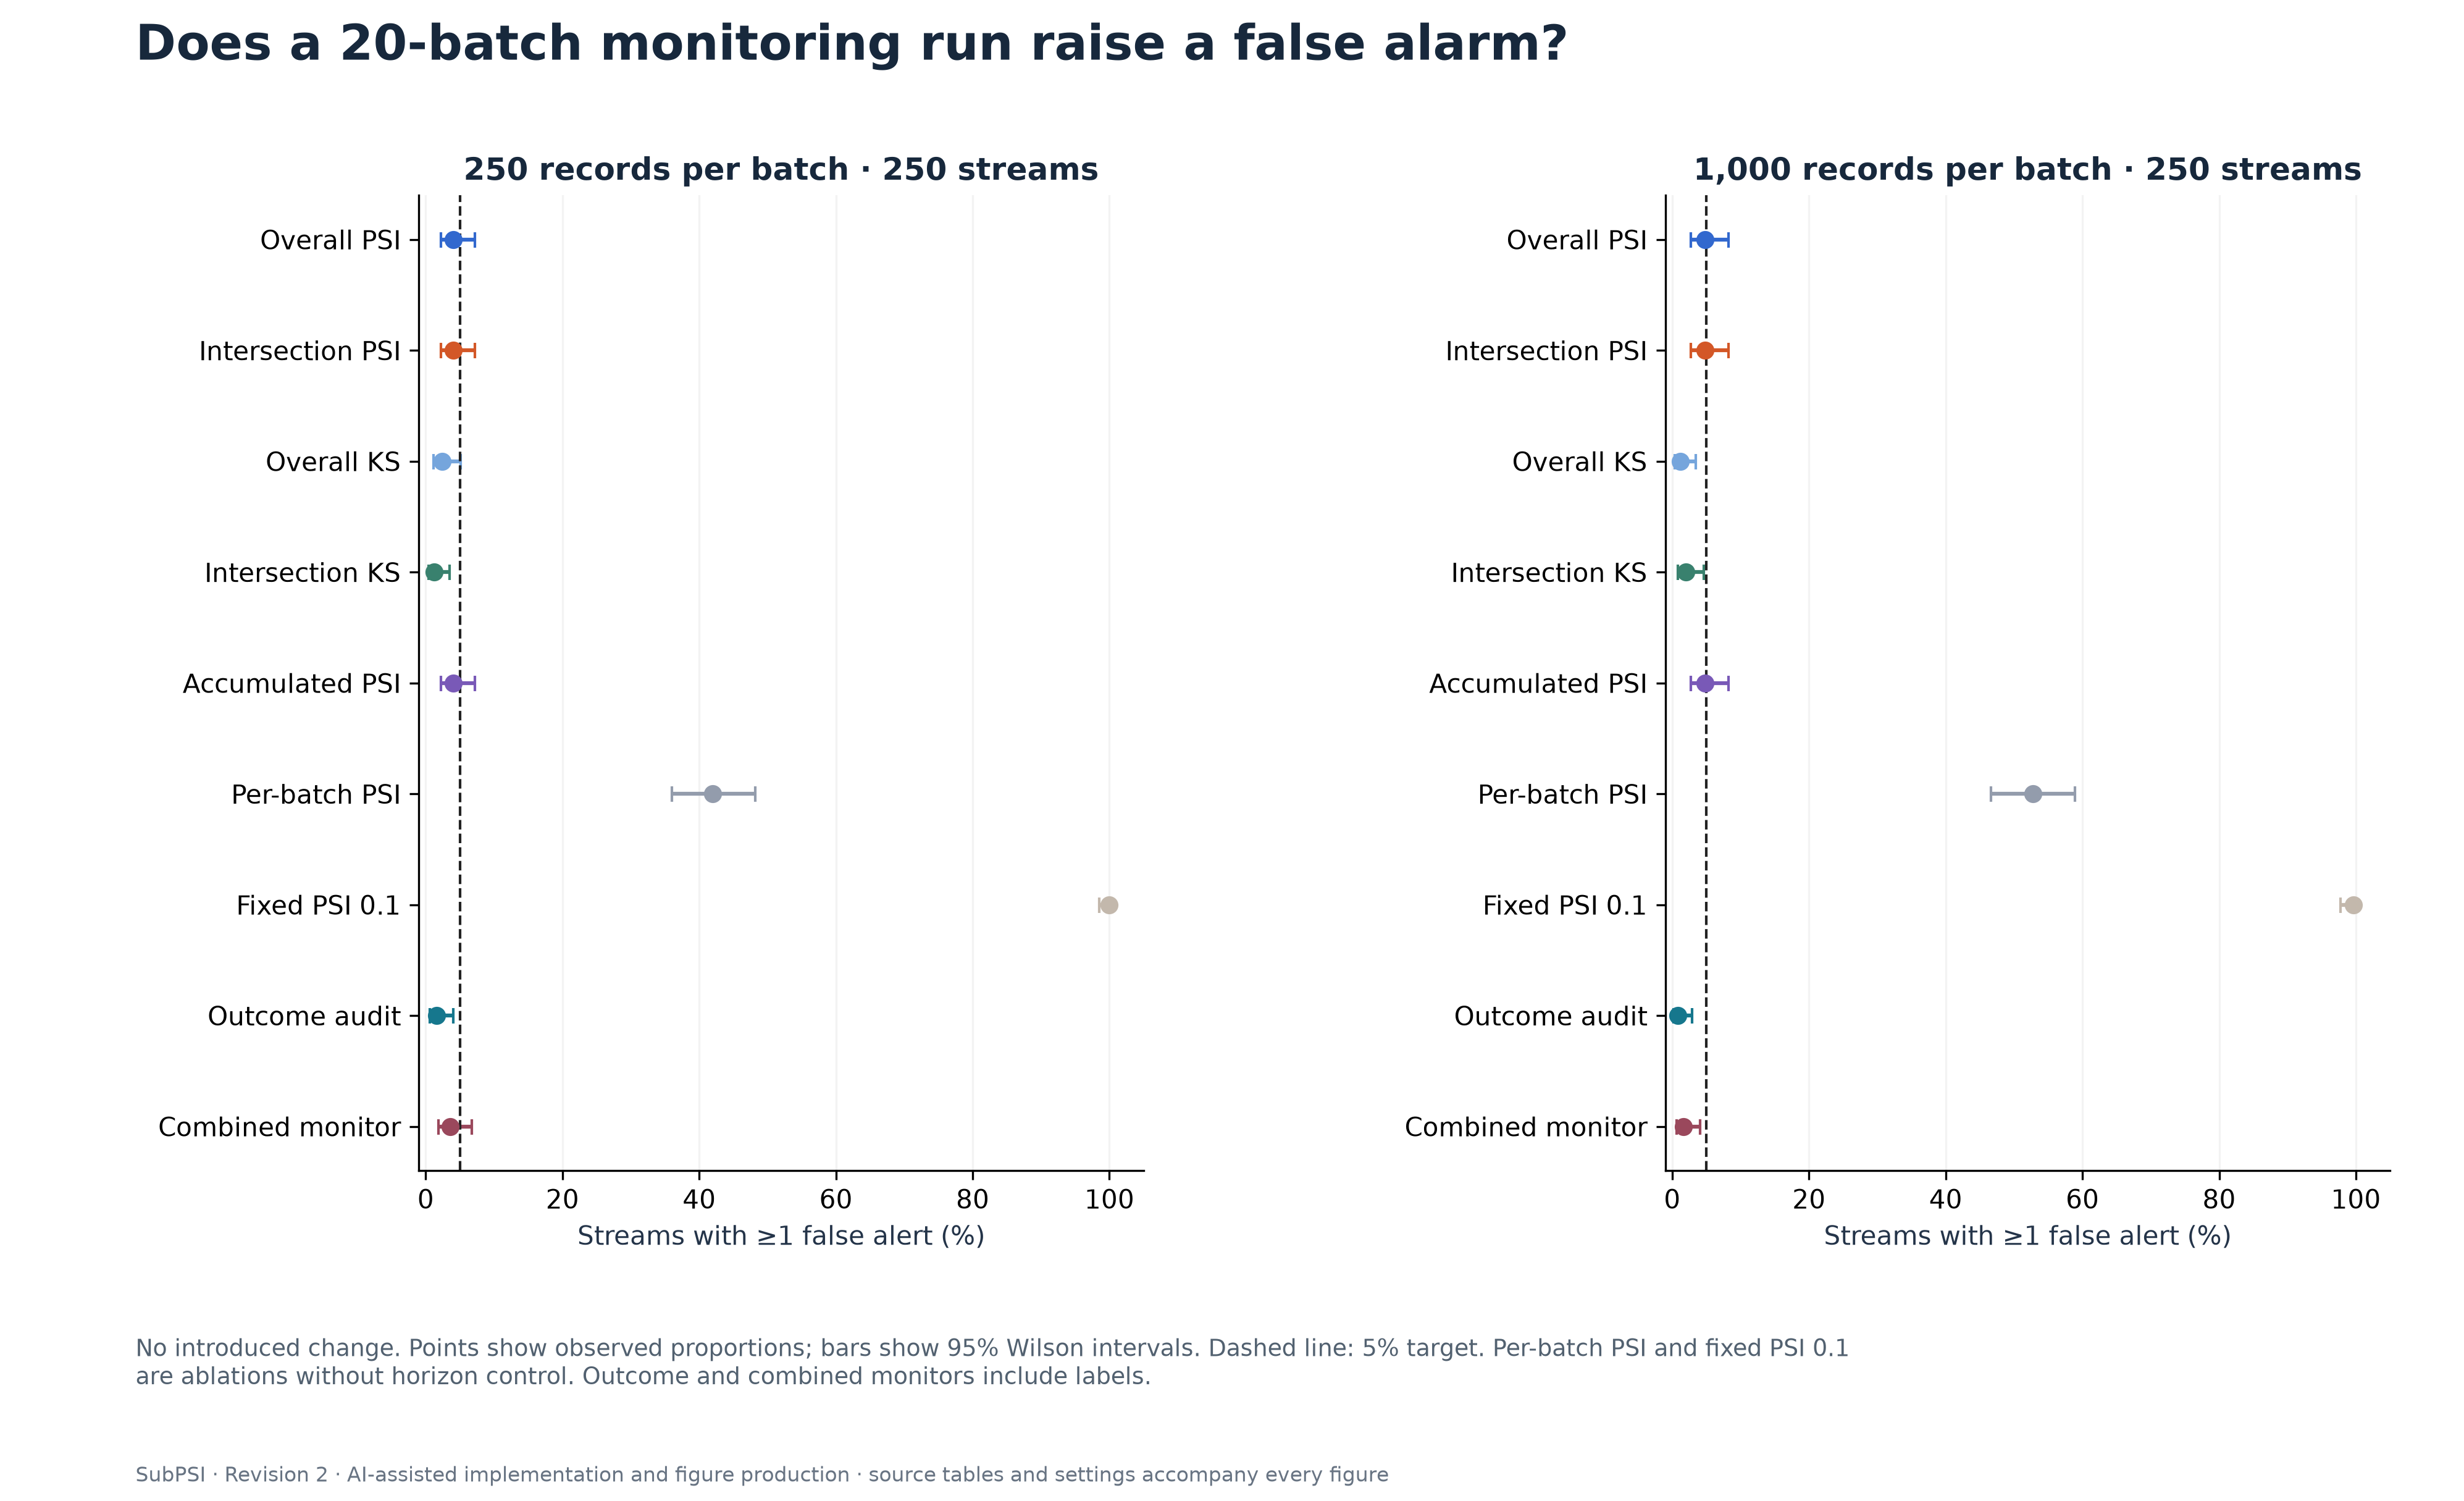 Does a 20-batch monitoring run raise a false alarm?
250 records per batch · 250 streams
Overall PSI
Intersection PSI
Overall KS
Intersection KS
Accumulated PSI
Per-batch PSI
Fixed PSI 0.1
Outcome audit
Combined monitor
0 20 40 60 80 100
Streams with ≥1 false alert (%)
1,000 records per batch · 250 streams
Overall PSI
Intersection PSI
Overall KS
Intersection KS
Accumulated PSI
Per-batch PSI
Fixed PSI 0.1
Outcome audit
Combined monitor
0 20 40 60 80 100
Streams with ≥1 false alert (%)
No introduced change. Points show observed proportions; bars show 95% Wilson intervals. Dashed line: 5% target. Per-batch PSI and fixed PSI 0.1
are ablations without horizon control. Outcome and combined monitors include labels.
SubPSI · Revision 2 · AI-assisted implementation and figure production · source tables and settings accompany every figure